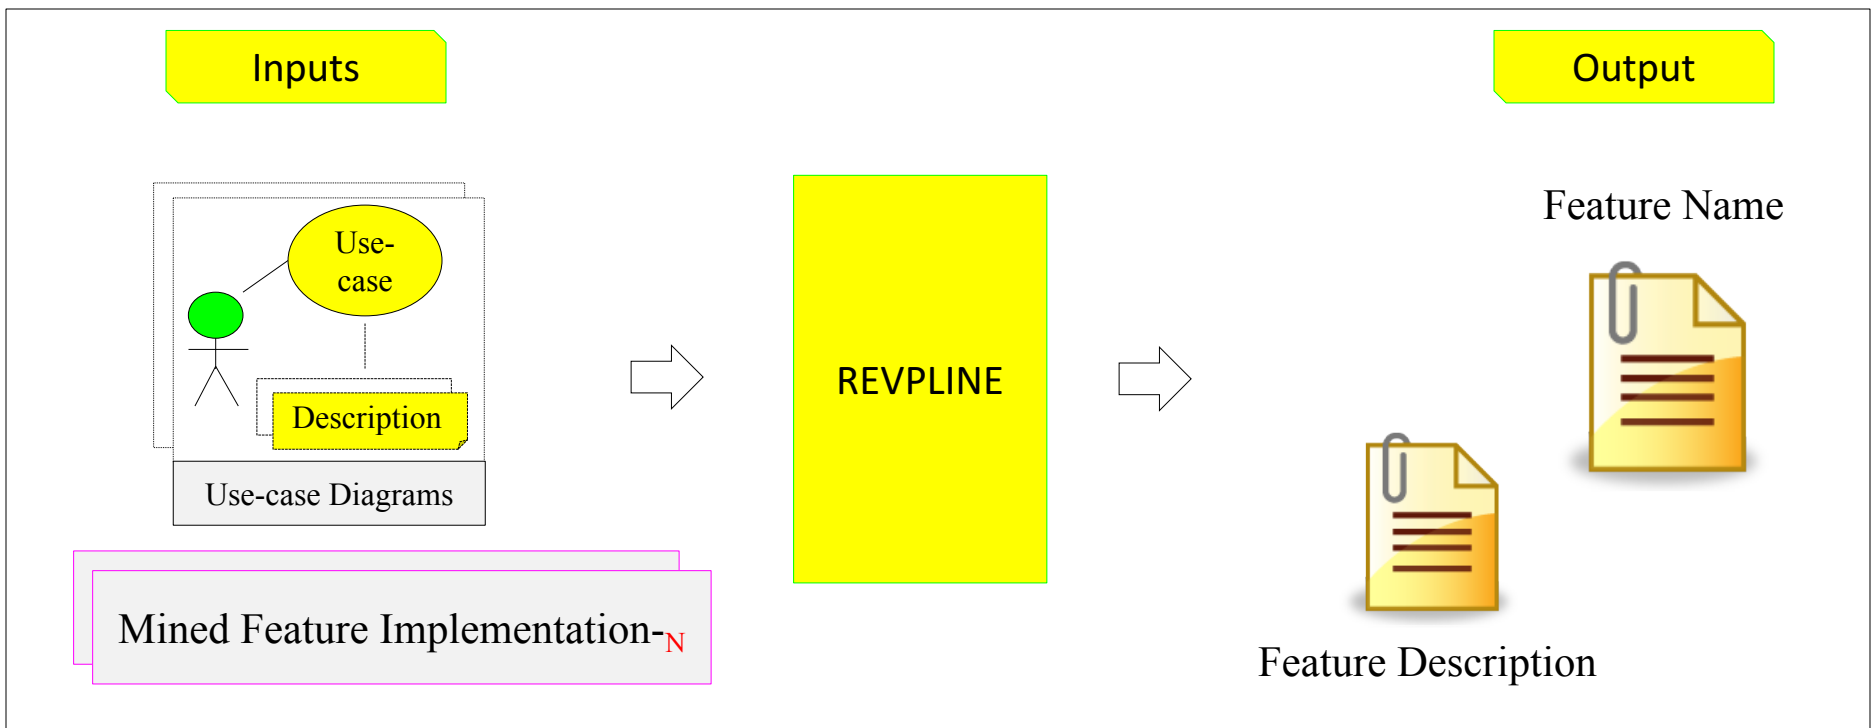 Inputs
Output
Use-
case
Description
Use-case Diagrams
Mined Feature Implementation-N
REVPLINE
Feature Name
Feature Description